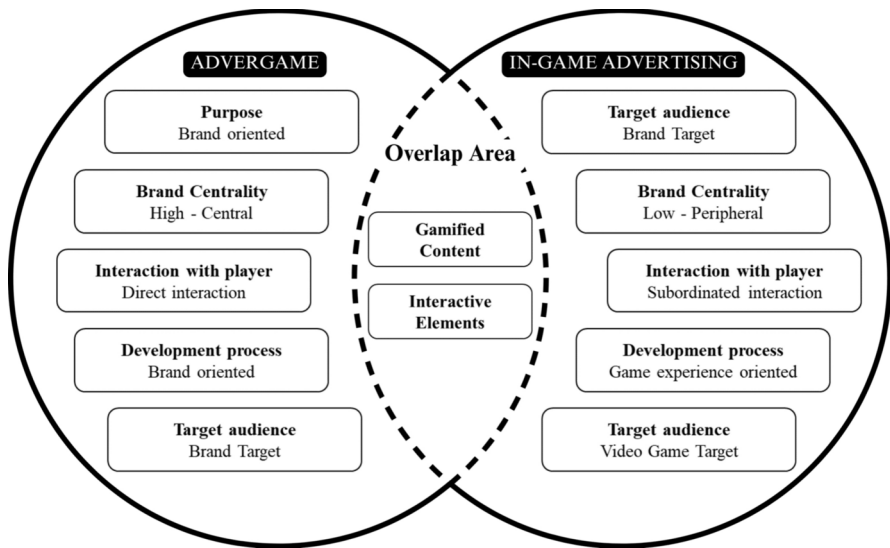 ADVERGAME
Purpose
Brand oriented
Brand Centrality
High - Central
Interaction with player
Direct interaction
Development process
Brand oriented
Target audience
Brand Target
Overlap Area
Gamified
Content
Interactive
Elements
IN-GAME ADVERTISING
Target audience
Brand Target
Brand Centrality
Low - Peripheral
Interaction with player
Subordinated interaction
Development process
Game experience oriented
Target audience
Video Game Target